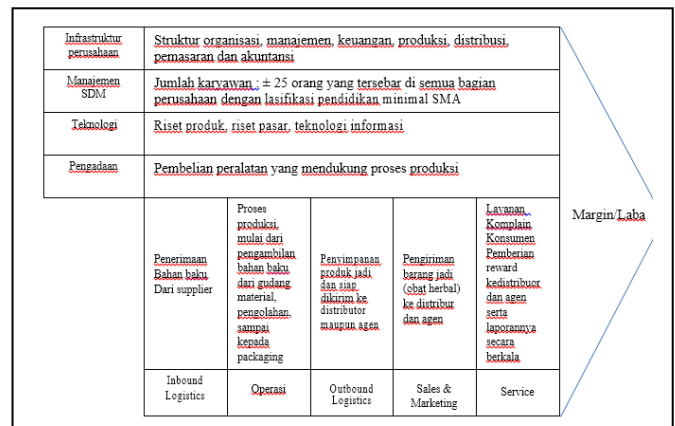 Infrastruktur
perusahaan
Struktur organisasi, manajemen, keuangan, produksi, distribusi,
pemasaran dan akuntansi
Manajemen
SDM
Jumlah karyawan : ± 25 orang yang tersebar di semua bagian
perusahaan dengan lasifikasi pendidikan minimal SMA
Teknologi
Riset produk, riset pasar, teknologi informasi
Pengadaan
Pembelian peralatan yang mendukung proses produksi
Penerimaan
Bahan baku
Dari supplier
Proses
produksi,
mulai dari
pengambilan
bahan baku
dari gudang
material,
pengolahan,
sampai
kepada
packaging
Penyimpanan
produk jadi
dan siap
dikirim ke
distributor
maupun agen
Pengiriman
barang jadi
(obat herbal)
ke distribur
dan agen
Layanan
Komplain
Konsumen
Pemberian
reward
kedistribuor
dan agen
serta
laporannya
secara
berkala
Margin/Laba
Inbound
Logistics
Operasi
Outbound
Logistics
Sales &
Marketing
Service